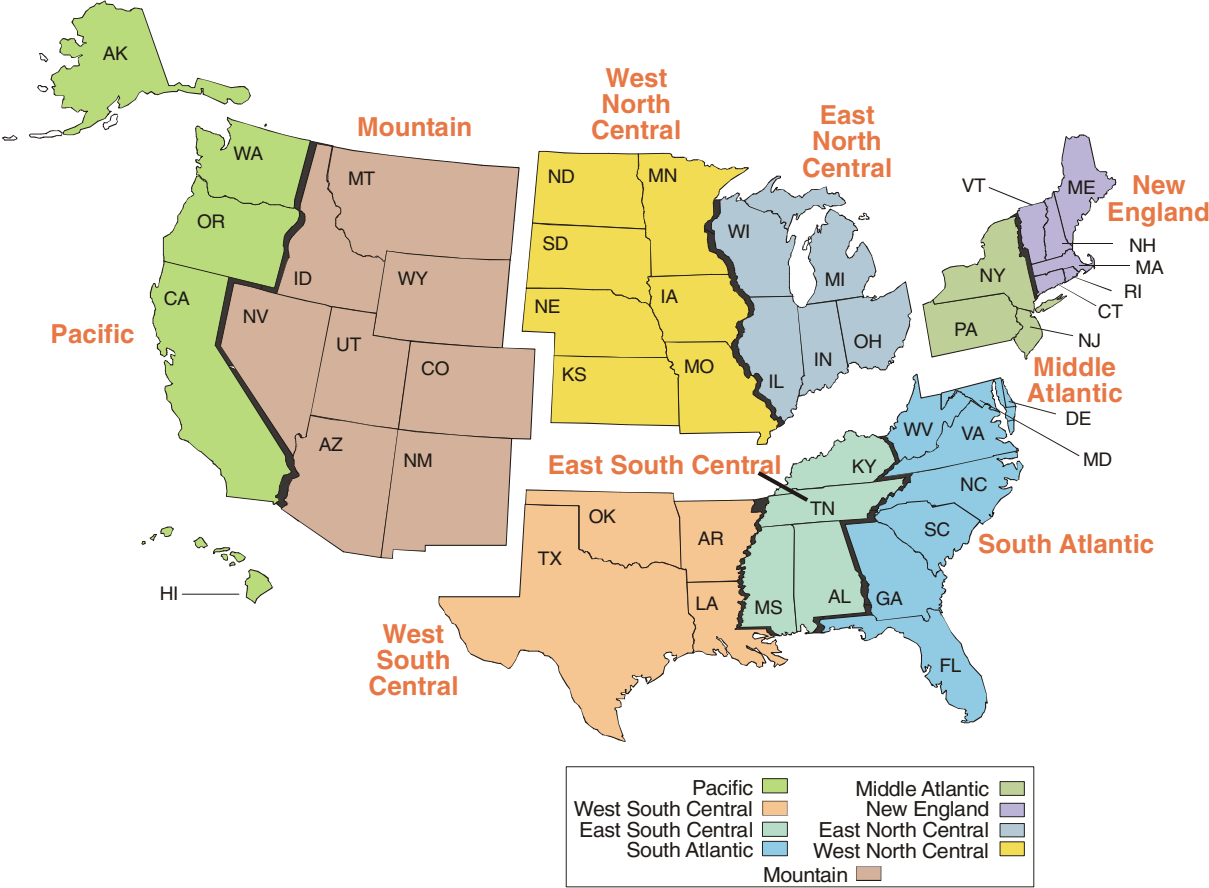 AK
West
North
Central
East
North
Central
Mountain
WA
MT
ND
MN
VT
ME
New
England
OR
WI
SD
NH
MA
ID
WY
NY
MI
RI
CA
IA
NE
CT
NV
Pacific
UT
PA
OH
NJ
IN
CO
KS
MO
IL
Middle
Atlantic
DE
WV
VA
AZ
NM
MD
East South Central
KY
NC
TN
OK
SC
AR
South Atlantic
TX
HI
LA
MS
AL
GA
West
South
Central
FL
Pacific
Middle Atlantic
West South Central
New England
East South Central
East North Central
South Atlantic
West North Central
Mountain